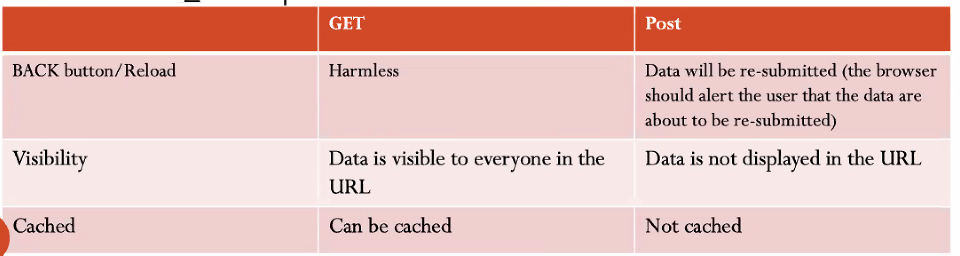 GET
Post
BACK button/Reload
Harmless
Data will be re-submitted (the browser
should alert the user that the data are
about to be re-submitted)
Visibility
Data is visible to everyone in the
URL
Data is not displayed in the URL
Cached
Can be cached
Not cached